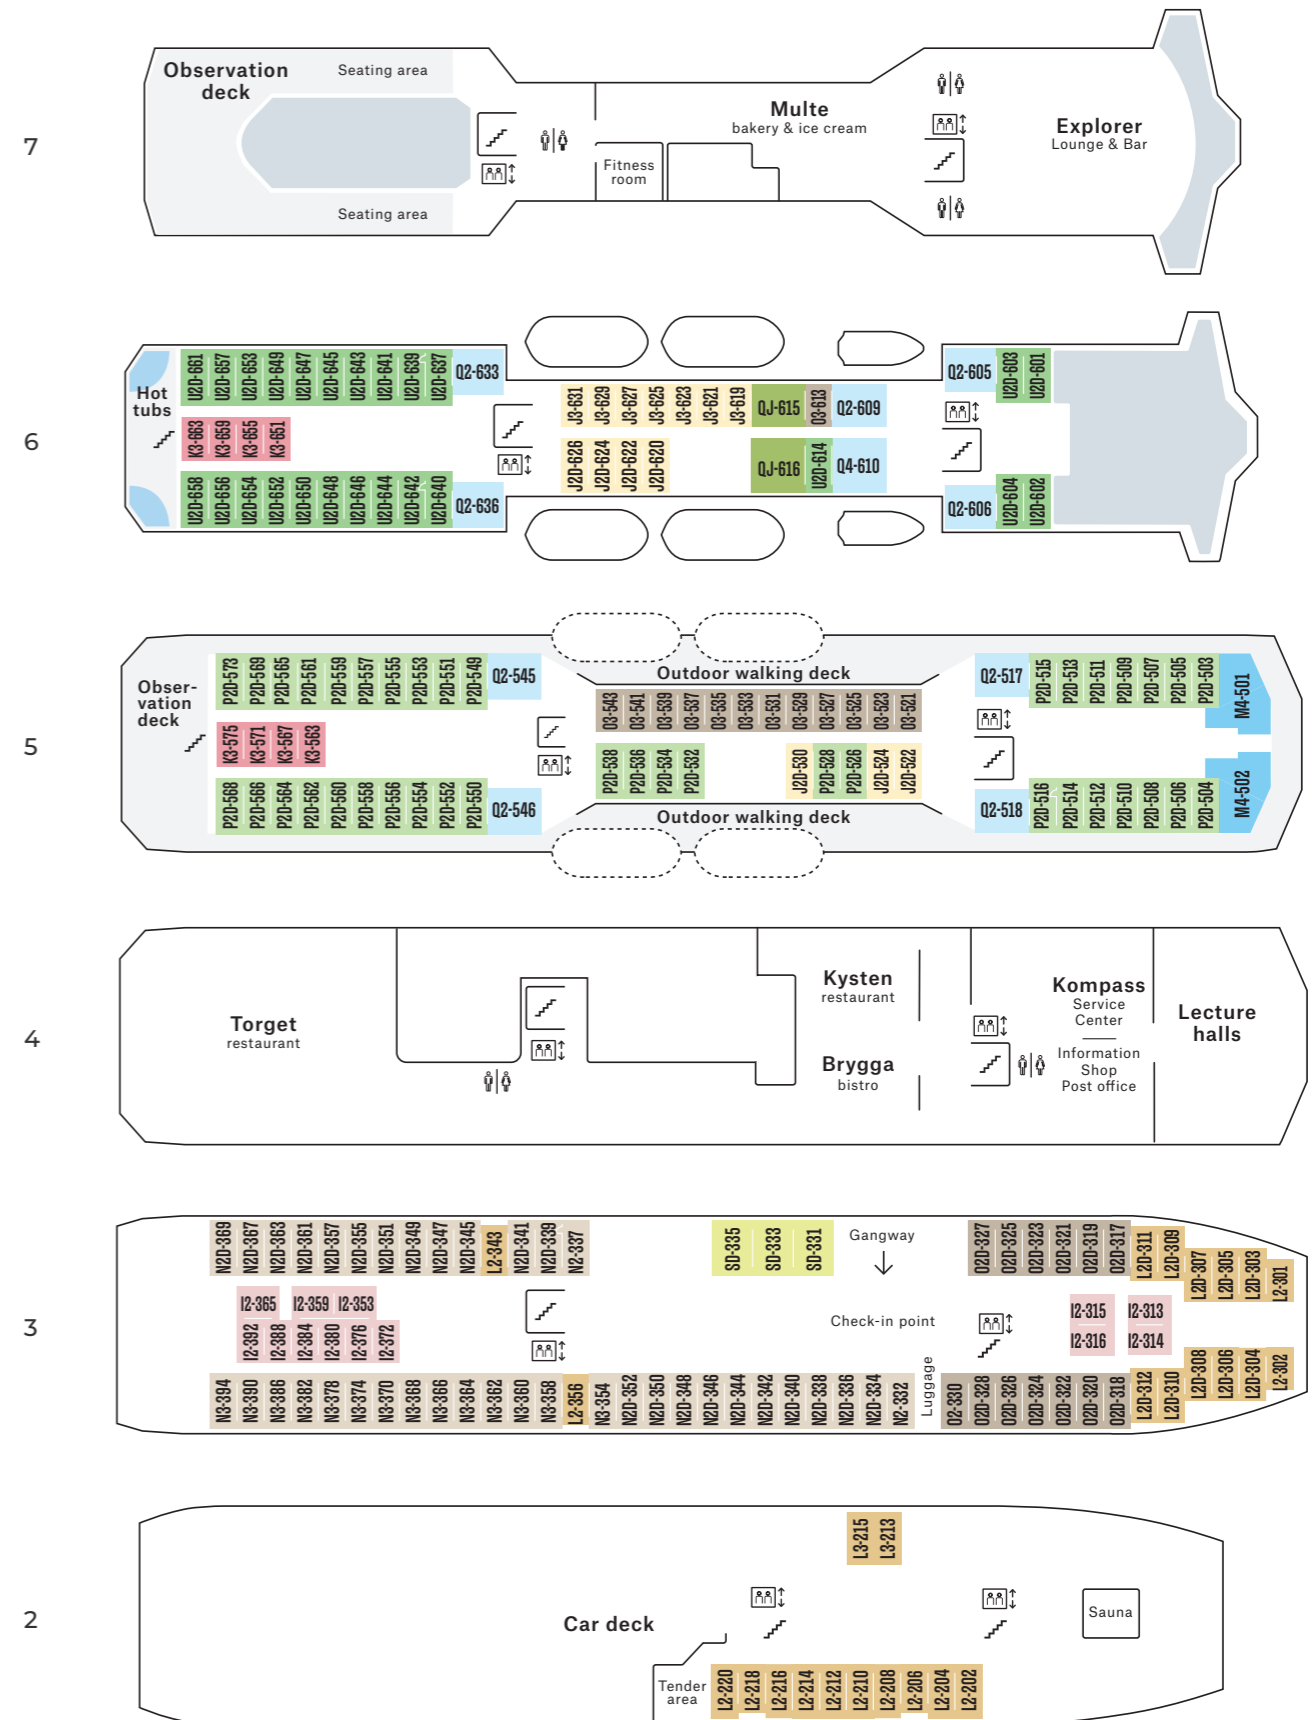 7
Observation
deck
Seating area
Seating area
Fitness
room
Multe
bakery & ice cream
Explorer
Lounge & Bar
6
Hot
tubs
U2D-661
U2D-657
U2D-653
U2D-649
U2D-647
U2D-645
U2D-643
U2D-641
U2D-639
U2D-637
Q2-633
K3-663
K3-659
K3-655
K3-651
U2D-658
U2D-656
U2D-654
U2D-652
U2D-650
U2D-648
U2D-646
U2D-644
U2D-642
U2D-640
Q2-636
J3-631
J3-629
J3-627
J3-625
J3-623
J3-621
J3-619
QJ-615
O3-613
Q2-609
J2D-626
J2D-624
J2D-622
J2D-620
QJ-616
U2D-614
Q4-610
Q2-605
U2D-603
U2D-601
Q2-606
U2D-604
U2D-602
5
Obser-
vation
deck
P2D-573
P2D-569
P2D-565
P2D-561
P2D-559
P2D-557
P2D-555
P2D-553
P2D-551
P2D-549
Q2-545
K3-575
K3-571
K3-567
K3-563
P2D-568
P2D-566
P2D-564
P2D-562
P2D-560
P2D-558
P2D-556
P2D-554
P2D-552
P2D-550
Q2-546
Outdoor walking deck
O3-543
O3-541
O3-539
O3-537
O3-535
O3-533
O3-531
O3-529
O3-527
O3-525
O3-523
O3-521
P2D-538
P2D-536
P2D-534
P2D-532
J2D-530
P2D-528
P2D-526
J2D-524
J2D-522
Outdoor walking deck
Q2-517
P2D-515
P2D-513
P2D-511
P2D-509
P2D-507
P2D-505
P2D-503
M4-501
Q2-518
P2D-516
P2D-514
P2D-512
P2D-510
P2D-508
P2D-506
P2D-504
M4-502
4
Torget
restaurant
Kysten
restaurant
Brygga
bistro
Kompass
Service
Center
Information
Shop
Post office
Lecture
halls
3
N2D-369
N2D-367
N2D-363
N2D-361
N2D-357
N2D-355
N2D-351
N2D-349
N2D-347
N2D-345
L2-343
N2D-341
N2D-339
N2-337
SD-335
SD-333
SD-331
Gangway
O2D-327
O2D-325
O2D-323
O2D-321
O2D-319
O2D-317
L2D-311
L2D-309
L2D-307
L2D-305
L2D-303
L2-301
I2-365
I2-359
I2-353
I2-392
I2-388
I2-384
I2-380
I2-376
I2-372
Check-in point
I2-315
I2-313
I2-316
I2-314
N3-394
N3-390
N3-386
N3-382
N3-378
N3-374
N3-370
N3-368
N3-366
N3-364
N3-362
N3-360
N3-358
L2-356
N3-354
N2D-352
N2D-350
N2D-348
N2D-346
N2D-344
N2D-342
N2D-340
N2D-338
N2D-336
N2D-334
N2-332
Luggage
O2-330
O2D-328
O2D-326
O2D-324
O2D-322
O2D-320
O2D-318
L2D-312
L2D-310
L2D-308
L2D-306
L2D-304
L2-302
2
L3-215
L3-213
Car deck
Sauna
Tender
area
L2-220
L2-218
L2-216
L2-214
L2-212
L2-210
L2-208
L2-206
L2-204
L2-202